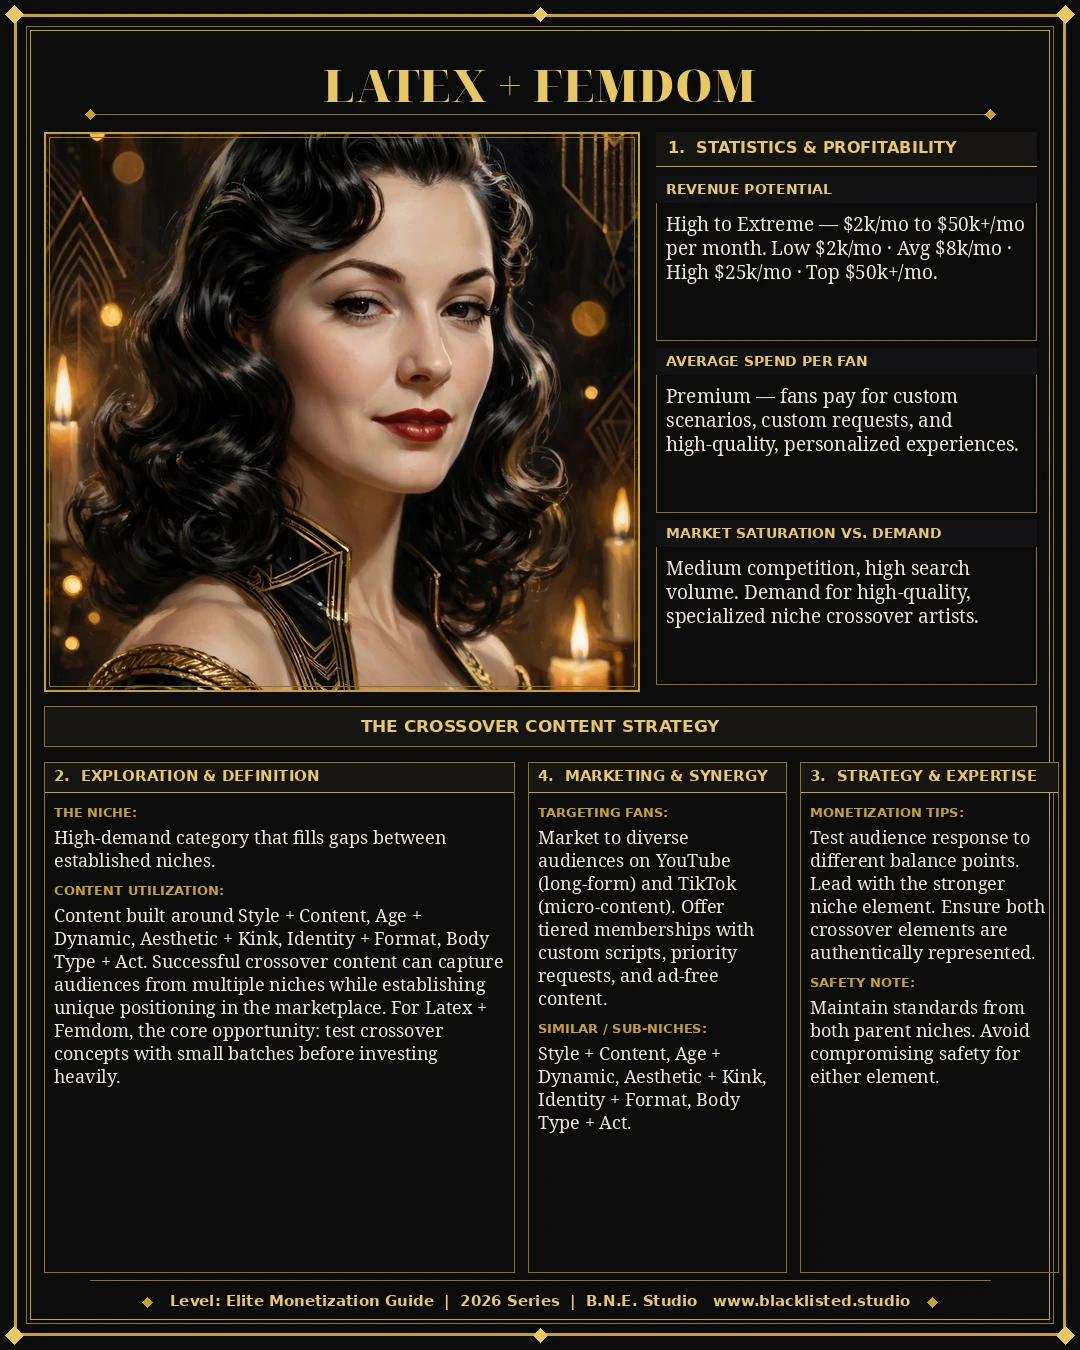 LATEX + FEMDOM
1. STATISTICS & PROFITABILITY
REVENUE POTENTIAL
High to Extreme — $2k/mo to $50k+/mo
per month. Low $2k/mo · Avg $8k/mo ·
High $25k/mo · Top $50k+/mo.
AVERAGE SPEND PER FAN
Premium — fans pay for custom
scenarios, custom requests, and
high-quality, personalized experiences.
MARKET SATURATION VS. DEMAND
Medium competition, high search
volume. Demand for high-quality,
specialized niche crossover artists.
THE CROSSOVER CONTENT STRATEGY
2. EXPLORATION & DEFINITION
THE NICHE:
High-demand category that fills gaps between
established niches.
CONTENT UTILIZATION:
Content built around Style + Content, Age +
Dynamic, Aesthetic + Kink, Identity + Format, Body
Type + Act. Successful crossover content can capture
audiences from multiple niches while establishing
unique positioning in the marketplace. For Latex +
Femdom, the core opportunity: test crossover
concepts with small batches before investing
heavily.
4. MARKETING & SYNERGY
TARGETING FANS:
Market to diverse
audiences on YouTube
(long-form) and TikTok
(micro-content). Offer
tiered memberships with
custom scripts, priority
requests, and ad-free
content.
SIMILAR / SUB-NICHES:
Style + Content, Age +
Dynamic, Aesthetic + Kink,
Identity + Format, Body
Type + Act.
3. STRATEGY & EXPERTISE
MONETIZATION TIPS:
Test audience response to
different balance points.
Lead with the stronger
niche element. Ensure both
crossover elements are
authentically represented.
SAFETY NOTE:
Maintain standards from
both parent niches. Avoid
compromising safety for
either element.
Level: Elite Monetization Guide | 2026 Series | B.N.E. Studio www.blacklisted.studio